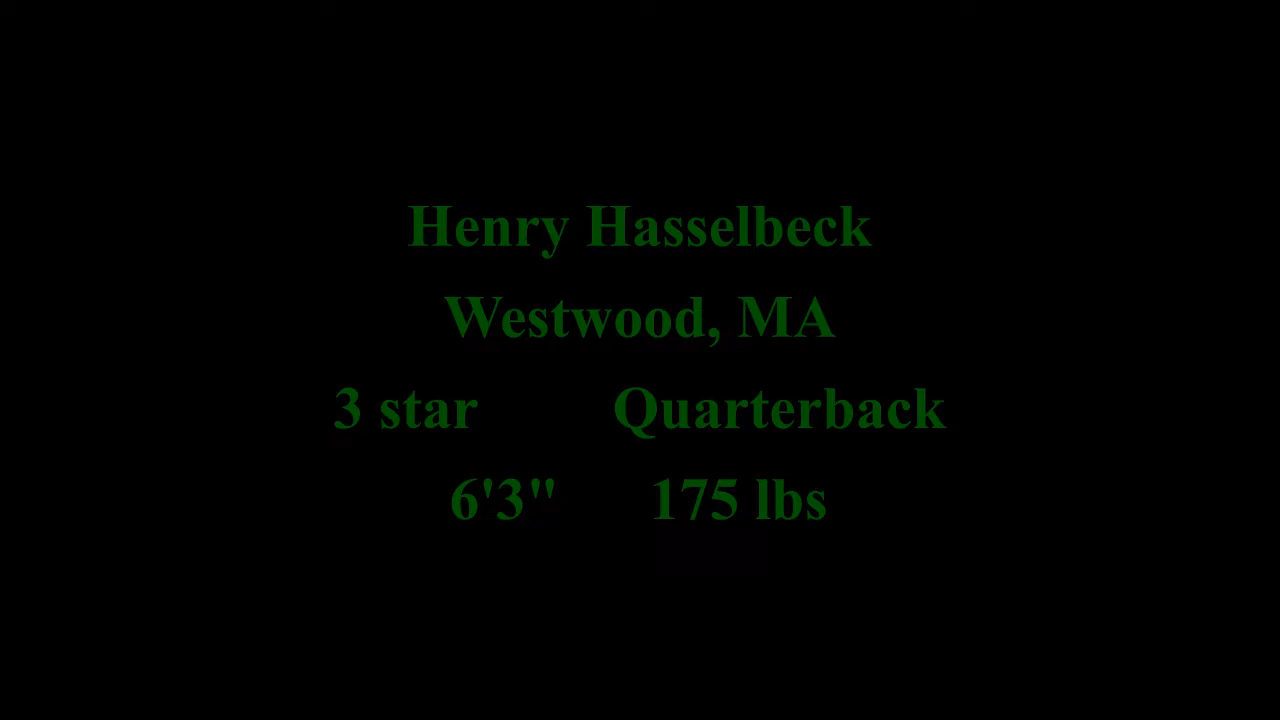 Henry Hasselbeck
Westwood, MA
3 star Quarterback
6'3" 175 lbs